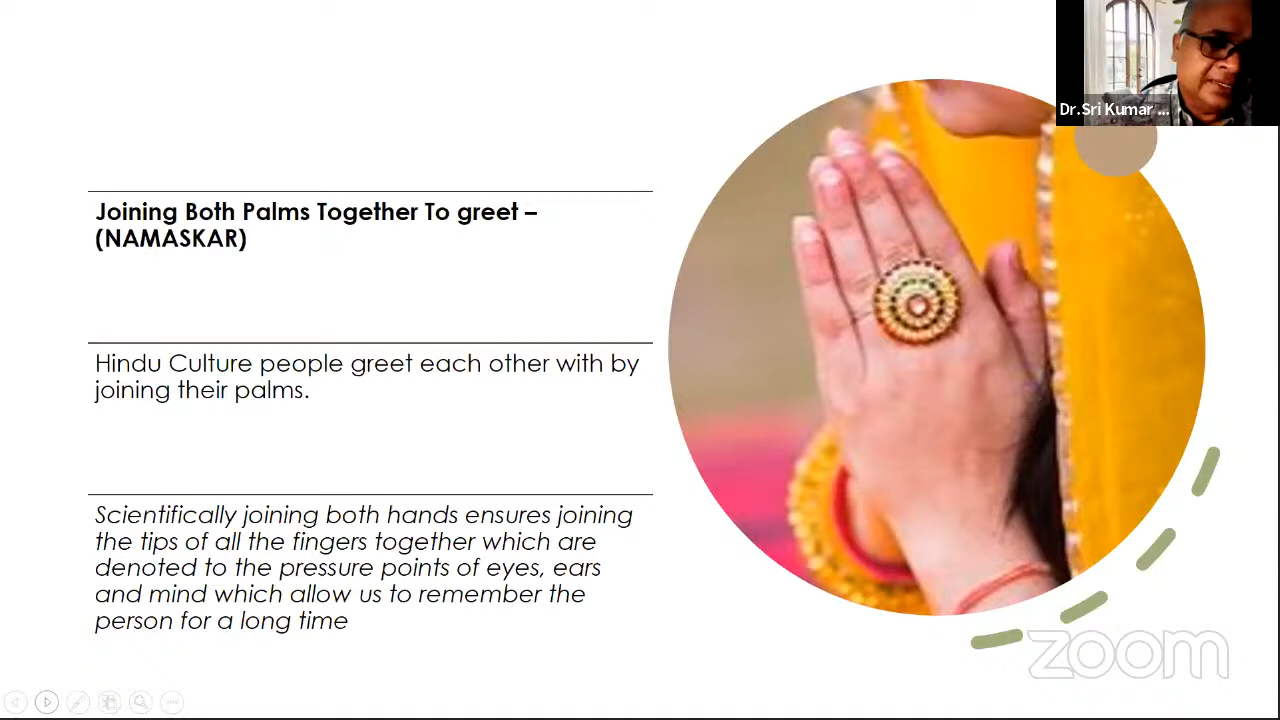 Dr.Sri Kumar ...
Joining Both Palms Together To greet –
(NAMASKAR)
Hindu Culture people greet each other with by
joining their palms.
Scientifically joining both hands ensures joining
the tips of all the fingers together which are
denoted to the pressure points of eyes, ears
and mind which allow us to remember the
person for a long time
zoom